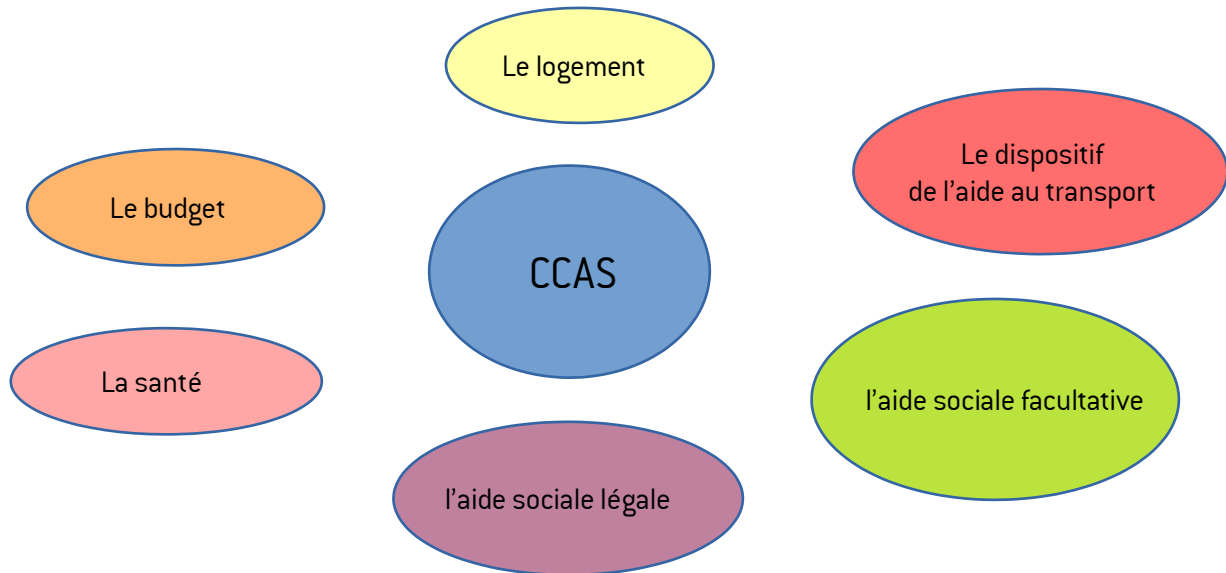 Le logement
Le dispositif
de l'aide au transport
Le budget
CCAS
La santé
l'aide sociale facultative
l'aide sociale légale